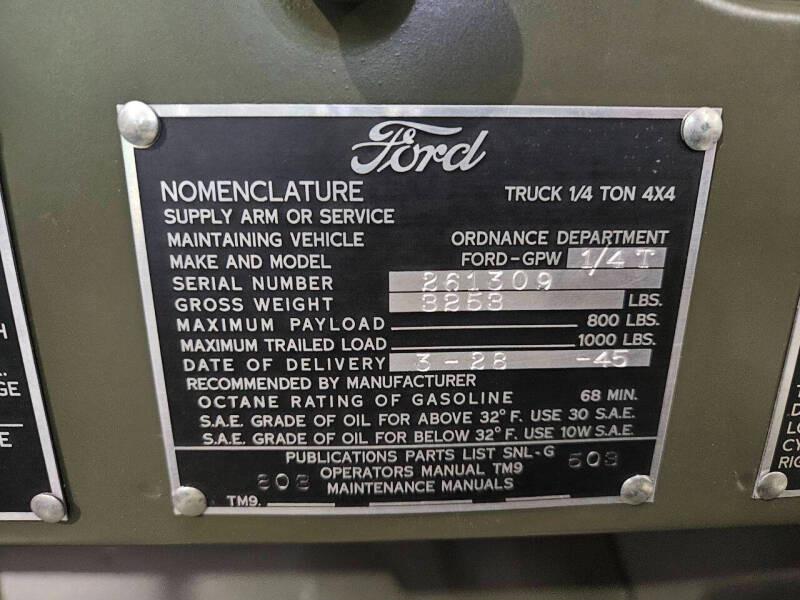 Ford
NOMENCLATURE TRUCK 1/4 TON 4X4
SUPPLY ARM OR SERVICE
MAINTAINING VEHICLE ORDNANCE DEPARTMENT
MAKE AND MODEL FORD-GPW 1/4 T
SERIAL NUMBER 261309
GROSS WEIGHT 3253 LBS.
MAXIMUM PAYLOAD 800 LBS.
MAXIMUM TRAILED LOAD 1000 LBS.
DATE OF DELIVERY 3-28-45
RECOMMENDED BY MANUFACTURER
OCTANE RATING OF GASOLINE 68 MIN.
S.A.E. GRADE OF OIL FOR ABOVE 32° F. USE 30 S.A.E.
S.A.E. GRADE OF OIL FOR BELOW 32° F. USE 10W S.A.E.
PUBLICATIONS PARTS LIST SNL-G 503
803 OPERATORS MANUAL TM9
MAINTENANCE MANUALS
TM9.